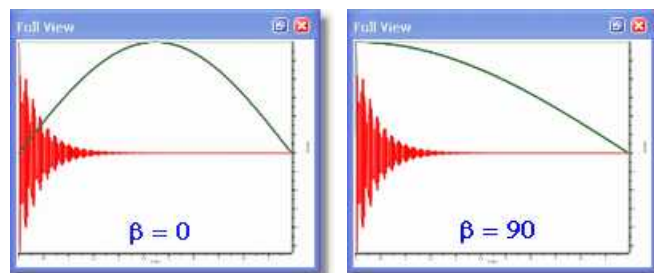 Full View
β = 0
Full View
β = 90